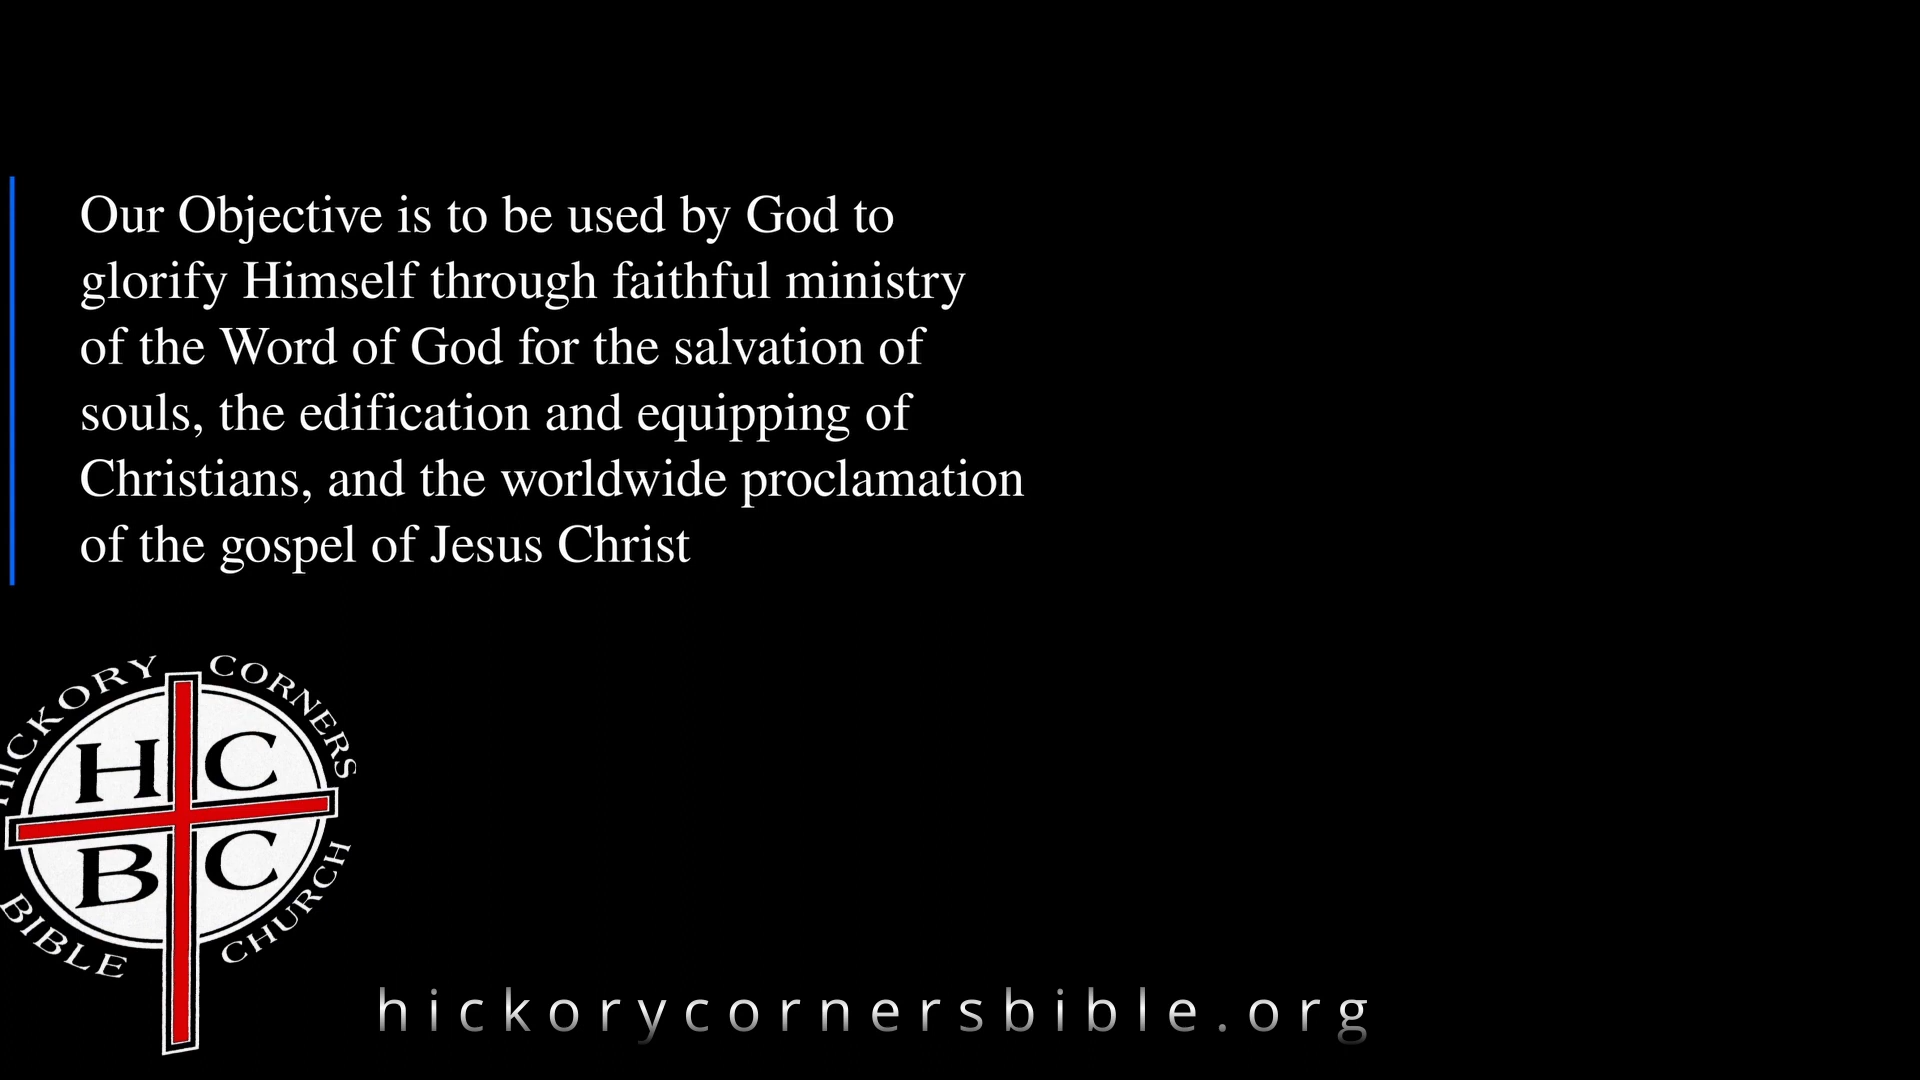 Our Objective is to be used by God to
glorify Himself through faithful ministry
of the Word of God for the salvation of
souls, the edification and equipping of
Christians, and the worldwide proclamation
of the gospel of Jesus Christ
HICKORY CORNERS
H C
B C
BIBLE CHURCH
hickorycornersbible.org